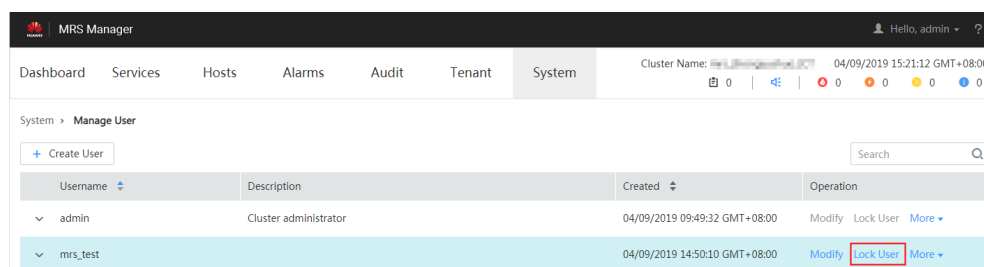 HUAWEI MRS Manager Hello, admin ?
Dashboard Services Hosts Alarms Audit Tenant System Cluster Name: 04/09/2019 15:21:12 GMT+08:00
0 0 0 0 0
System > Manage User
+ Create User Search
Username Description Created Operation
admin Cluster administrator 04/09/2019 09:49:32 GMT+08:00 Modify Lock User More
mrs_test 04/09/2019 14:50:10 GMT+08:00 Modify Lock User More